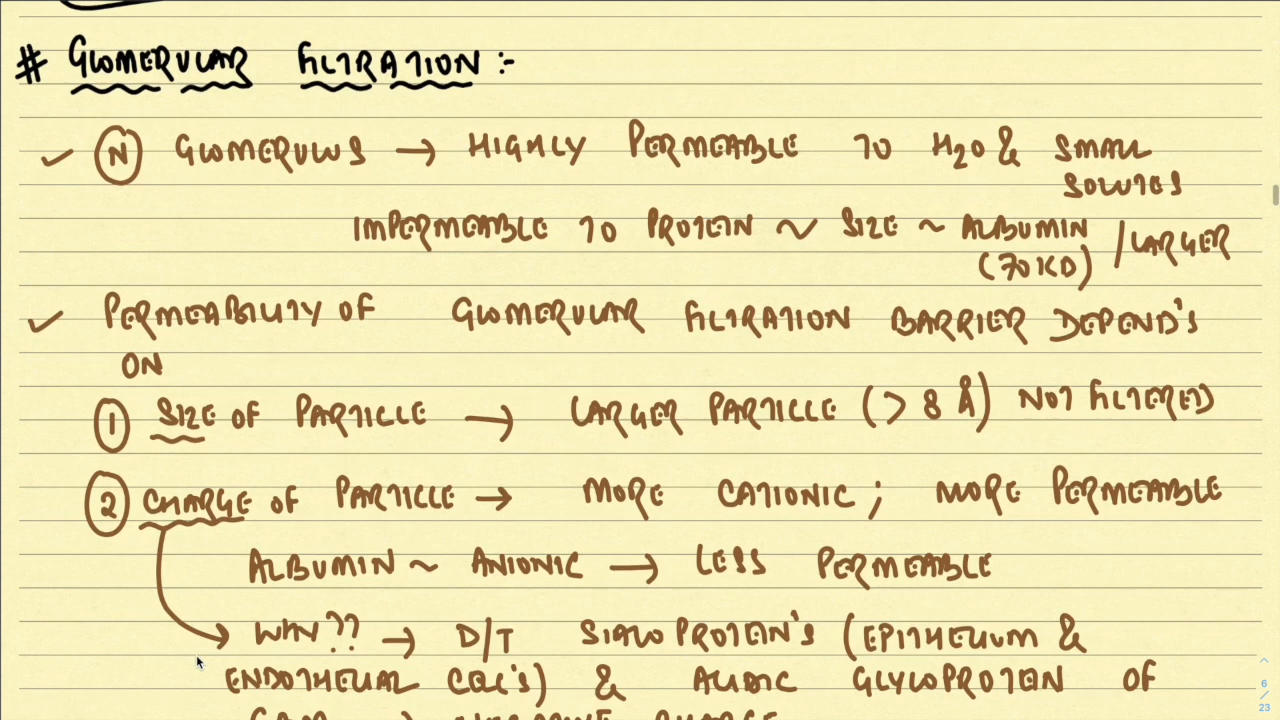 # GLOMERULAR FILTRATION :-
✓ (N) GLOMERULUS → HIGHLY PERMEABLE TO H2O & SMALL
SOLUTES
IMPERMEABLE TO PROTEIN ~ SIZE ~ ALBUMIN / LARGER
(70KD)
✓ PERMEABILITY OF GLOMERULAR FILTRATION BARRIER DEPEND'S
ON
① SIZE OF PARTICLE → LARGER PARTICLE (> 8 Å) NOT FILTERED
② CHARGE OF PARTICLE → MORE CATIONIC ; MORE PERMEABLE
ALBUMIN ~ ANIONIC → LESS PERMEABLE
WHY?? → D/T SIALOPROTEIN'S (EPITHELIUM &
ENDOTHELIAL CELL'S) & ACIDIC GLYCOPROTEIN OF
6
/
23